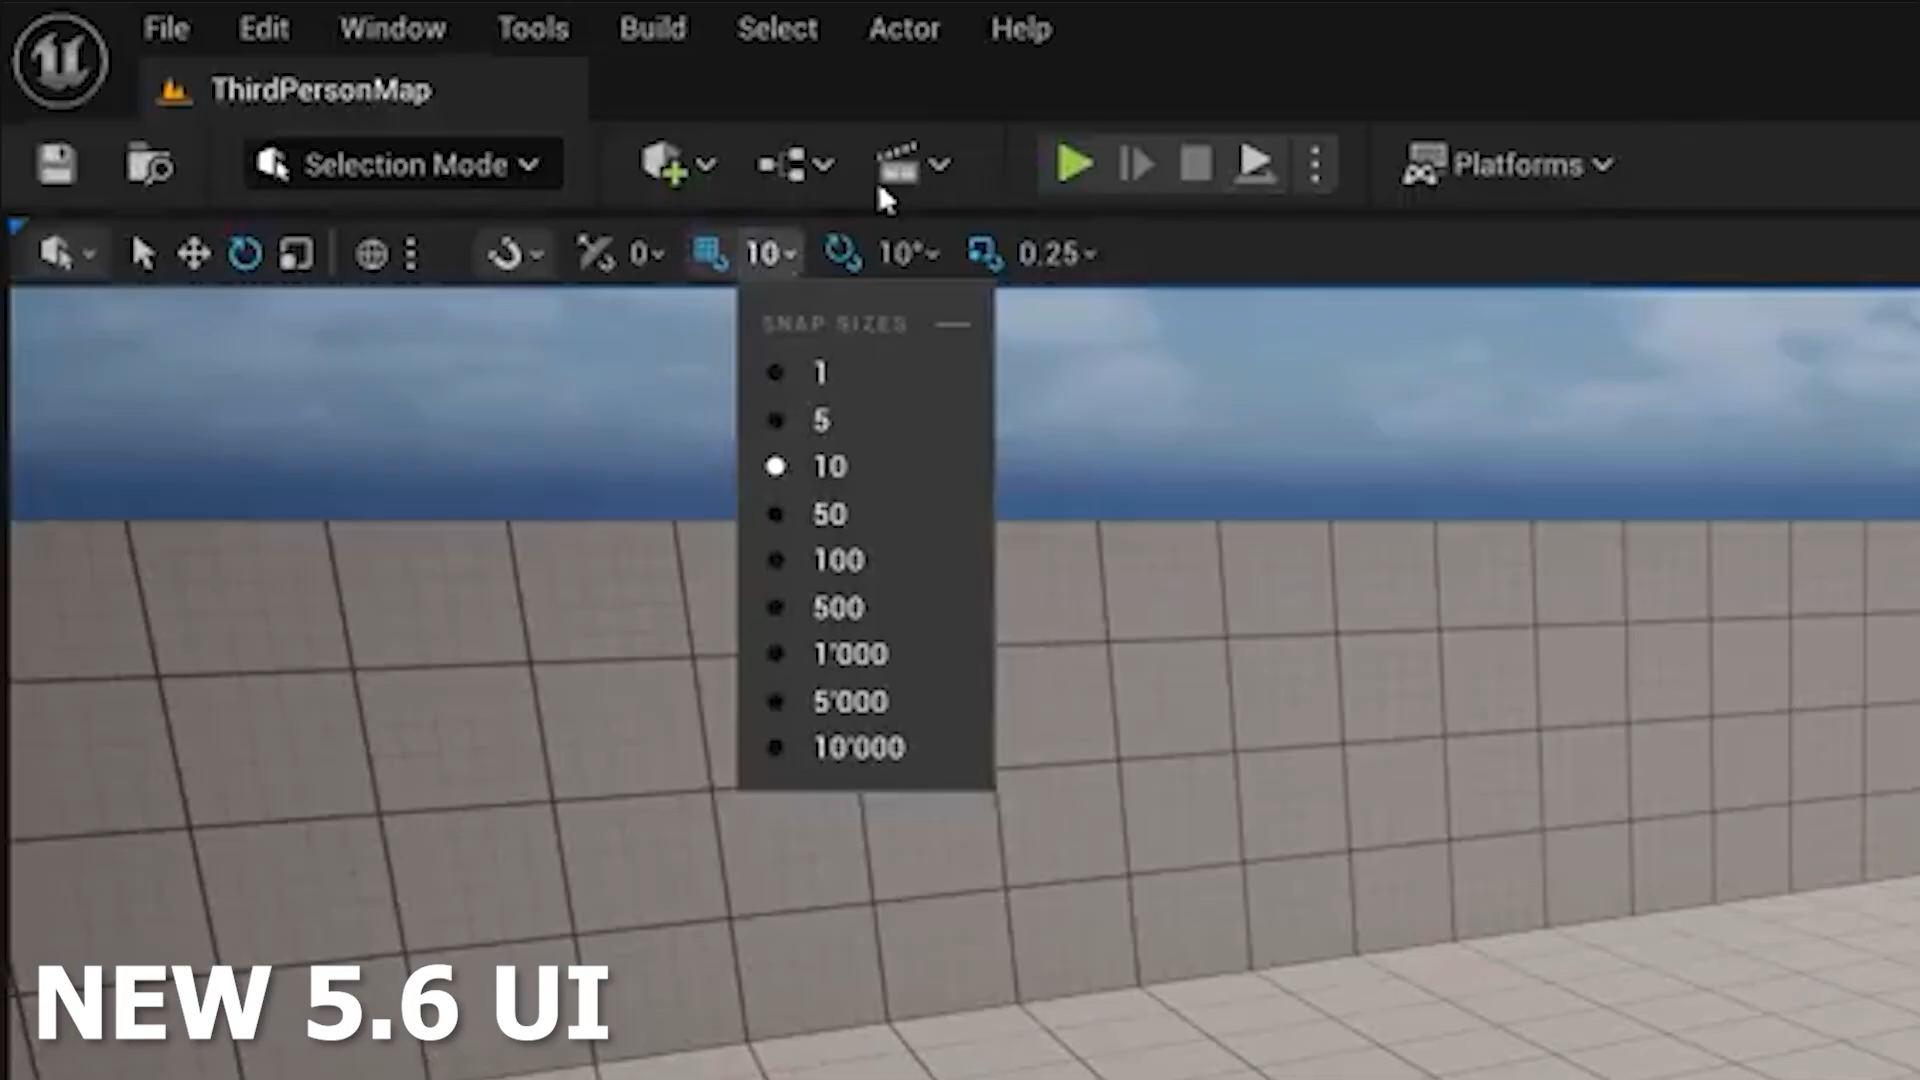 File Edit Window Tools Build Select Actor Help
ThirdPersonMap
Selection Mode Platforms
0 10 10° 0.25
SNAP SIZES
1
5
10
50
100
500
1'000
5'000
10'000
NEW 5.6 UI